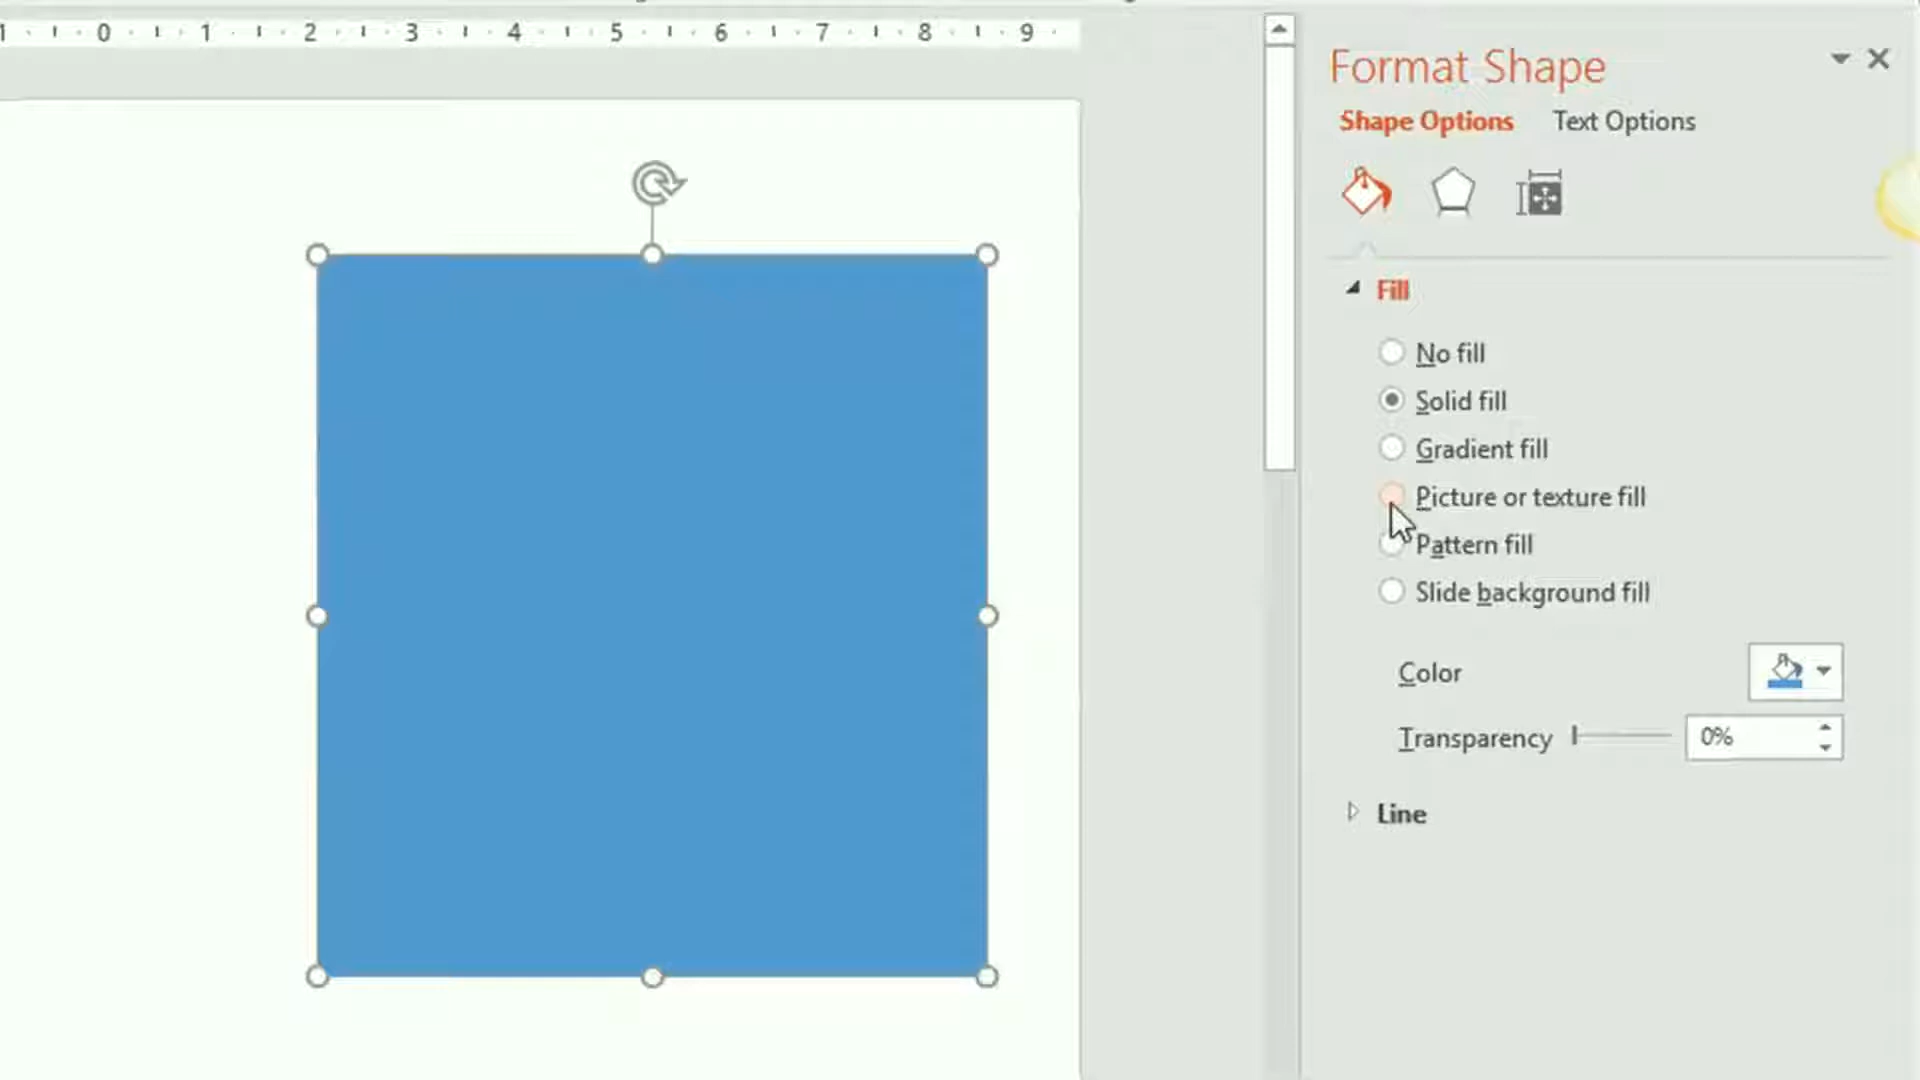 1 0 1 2 3 4 5 6 7 8 9
Format Shape
Shape Options Text Options
Fill
No fill
Solid fill
Gradient fill
Picture or texture fill
Pattern fill
Slide background fill
Color
Transparency 0%
Line